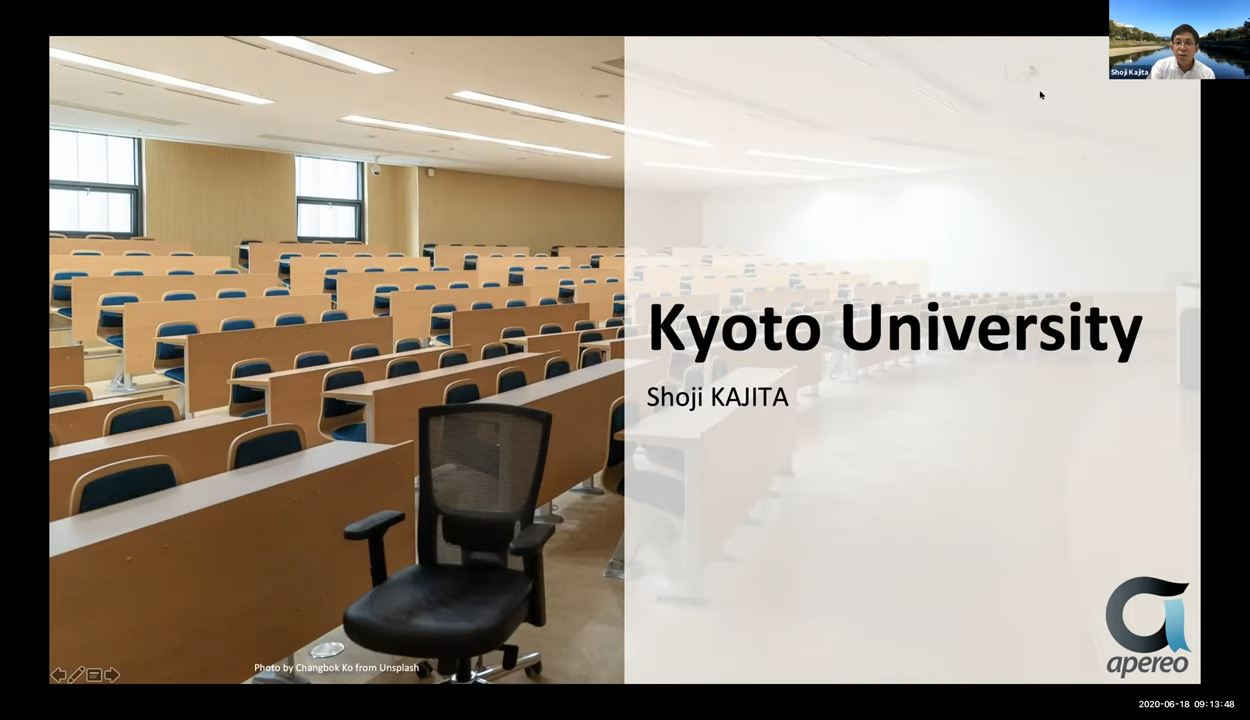 Shoji Kajita
Kyoto University
Shoji KAJITA
Photo by Changbok Ko from Unsplash
apereo
2020-06-18 09:13:48